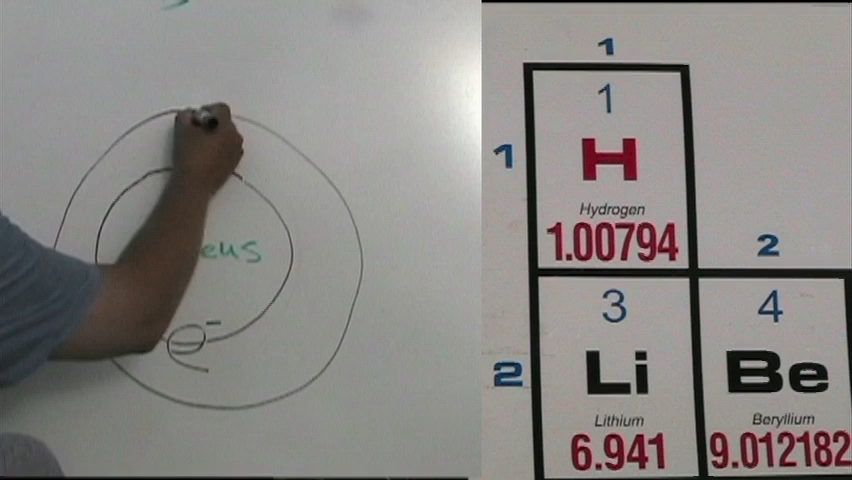 eus
e⁻
1
1
1
H
Hydrogen
1.00794
2
3
4
2
Li
Be
Lithium
Beryllium
6.941
9.012182